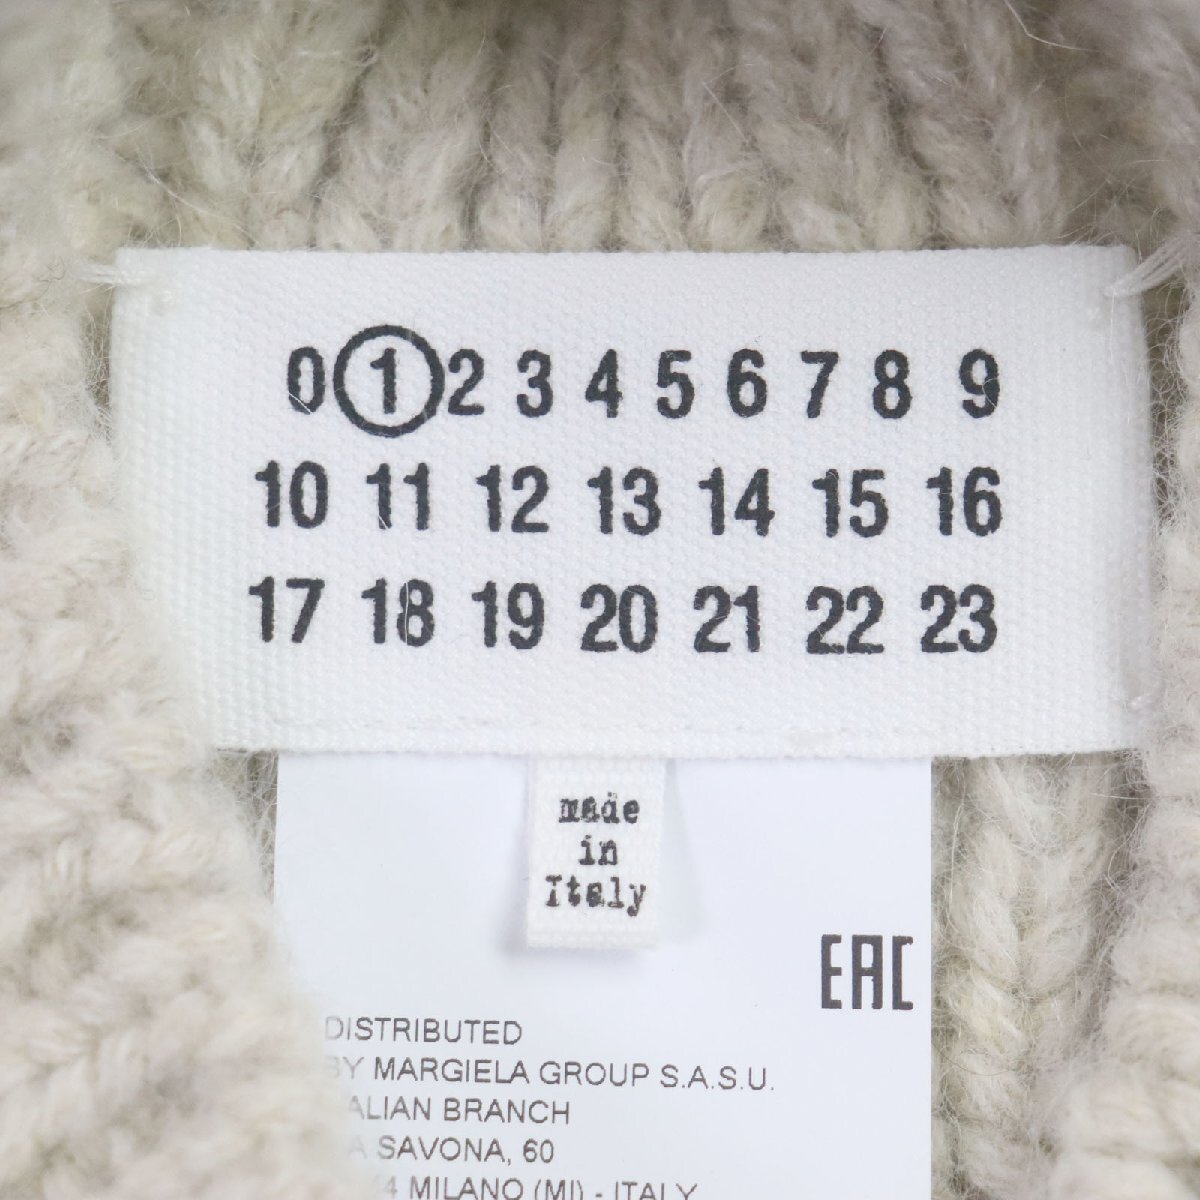 0 1 2 3 4 5 6 7 8 9
10 11 12 13 14 15 16
17 18 19 20 21 22 23
made
in
Italy
EAC
DISTRIBUTED
BY MARGIELA GROUP S.A.S.U.
ALIAN BRANCH
A SAVONA, 60
4 MILANO (MI) - ITALY